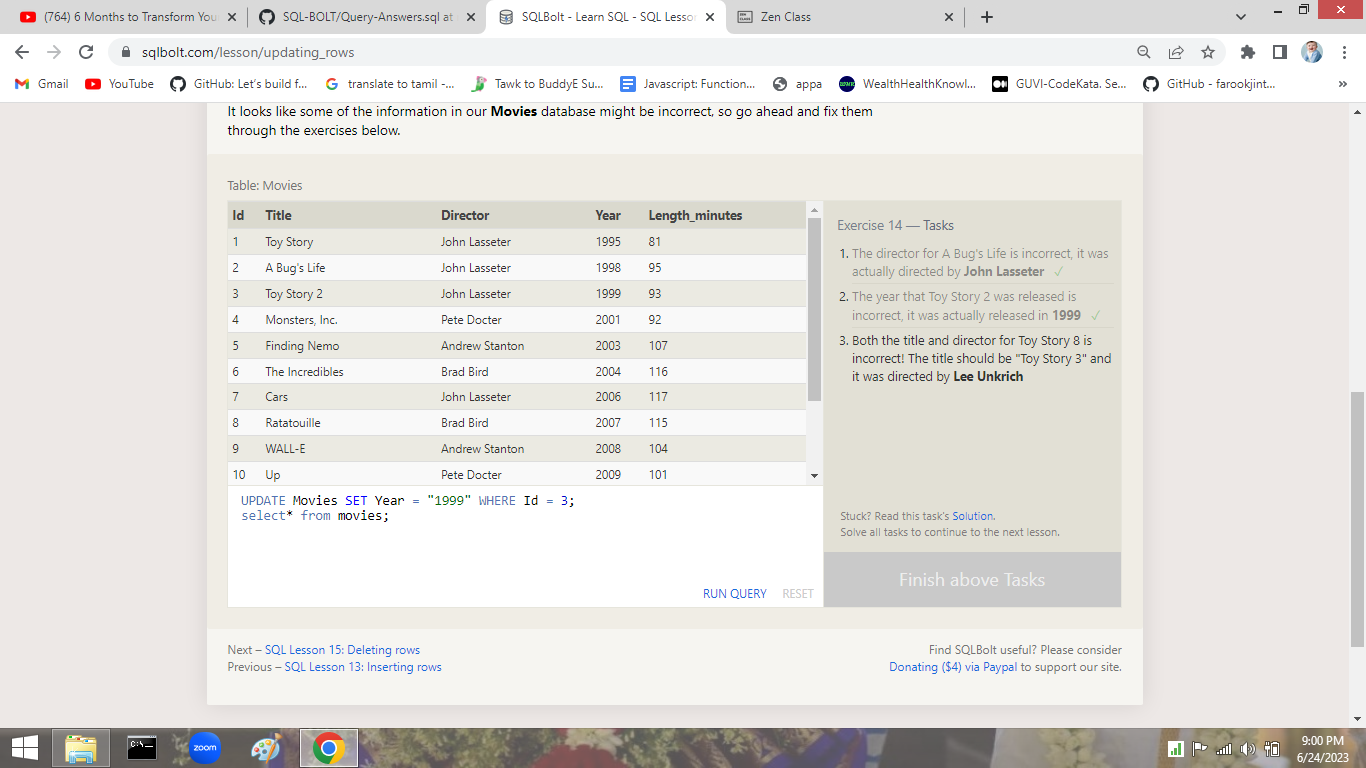 (764) 6 Months to Transform You
SQL-BOLT/Query-Answers.sql at
SQLBolt - Learn SQL - SQL Lesson
Zen Class
sqlbolt.com/lesson/updating_rows
Gmail
YouTube
GitHub: Let's build f...
translate to tamil -...
Tawk to BuddyE Su...
Javascript: Function...
appa
WealthHealthKnowl...
GUVI-CodeKata. Se...
GitHub - farookjint...
»
It looks like some of the information in our Movies database might be incorrect, so go ahead and fix them
through the exercises below.
Table: Movies
Id Title Director Year Length_minutes
1 Toy Story John Lasseter 1995 81
2 A Bug's Life John Lasseter 1998 95
3 Toy Story 2 John Lasseter 1999 93
4 Monsters, Inc. Pete Docter 2001 92
5 Finding Nemo Andrew Stanton 2003 107
6 The Incredibles Brad Bird 2004 116
7 Cars John Lasseter 2006 117
8 Ratatouille Brad Bird 2007 115
9 WALL-E Andrew Stanton 2008 104
10 Up Pete Docter 2009 101
UPDATE Movies SET Year = "1999" WHERE Id = 3;
select* from movies;
RUN QUERY RESET
Exercise 14 — Tasks
1. The director for A Bug's Life is incorrect, it was
actually directed by John Lasseter ✓
2. The year that Toy Story 2 was released is
incorrect, it was actually released in 1999 ✓
3. Both the title and director for Toy Story 8 is
incorrect! The title should be "Toy Story 3" and
it was directed by Lee Unkrich
Stuck? Read this task's Solution.
Solve all tasks to continue to the next lesson.
Finish above Tasks
Next – SQL Lesson 15: Deleting rows
Previous – SQL Lesson 13: Inserting rows
Find SQLBolt useful? Please consider
Donating ($4) via Paypal to support our site.
C:\_
zoom
9:00 PM
6/24/2023